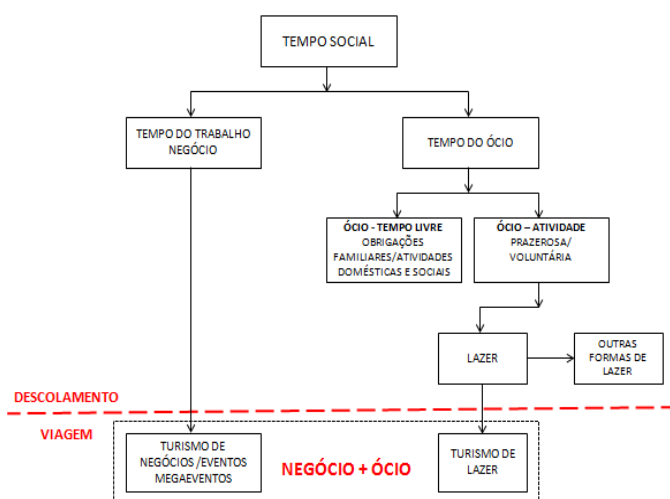 TEMPO SOCIAL
TEMPO DO TRABALHO
NEGÓCIO
TEMPO DO ÓCIO
ÓCIO - TEMPO LIVRE
OBRIGAÇÕES
FAMILIARES/ATIVIDADES
DOMÉSTICAS E SOCIAIS
ÓCIO – ATIVIDADE
PRAZEROSA/
VOLUNTÁRIA
LAZER
OUTRAS
FORMAS DE
LAZER
DESCOLAMENTO
VIAGEM
TURISMO DE
NEGÓCIOS /EVENTOS
MEGAEVENTOS
NEGÓCIO + ÓCIO
TURISMO DE
LAZER